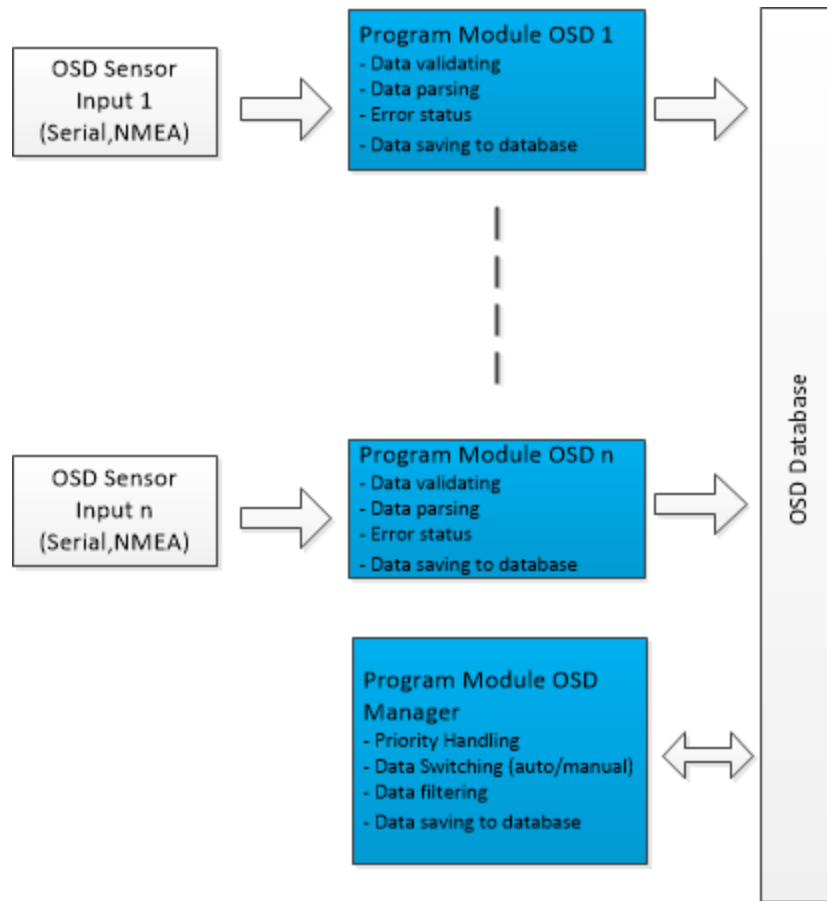 OSD Sensor
Input 1
(Serial,NMEA)
Program Module OSD 1
- Data validating
- Data parsing
- Error status
- Data saving to database
OSD Sensor
Input n
(Serial,NMEA)
Program Module OSD n
- Data validating
- Data parsing
- Error status
- Data saving to database
Program Module OSD
Manager
- Priority Handling
- Data Switching (auto/manual)
- Data filtering
- Data saving to database
OSD Database